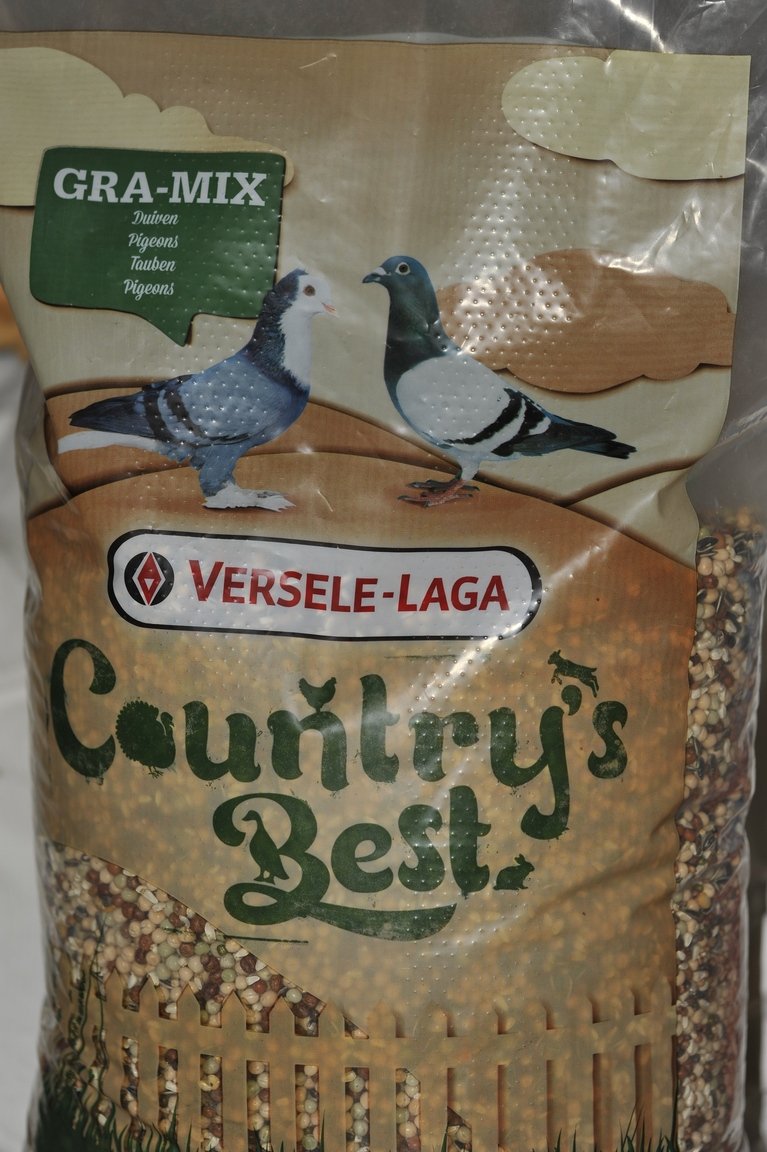 GRA-MIX
Duiven
Pigeons
Tauben
Pigeons
VERSELE-LAGA
Country's
Best